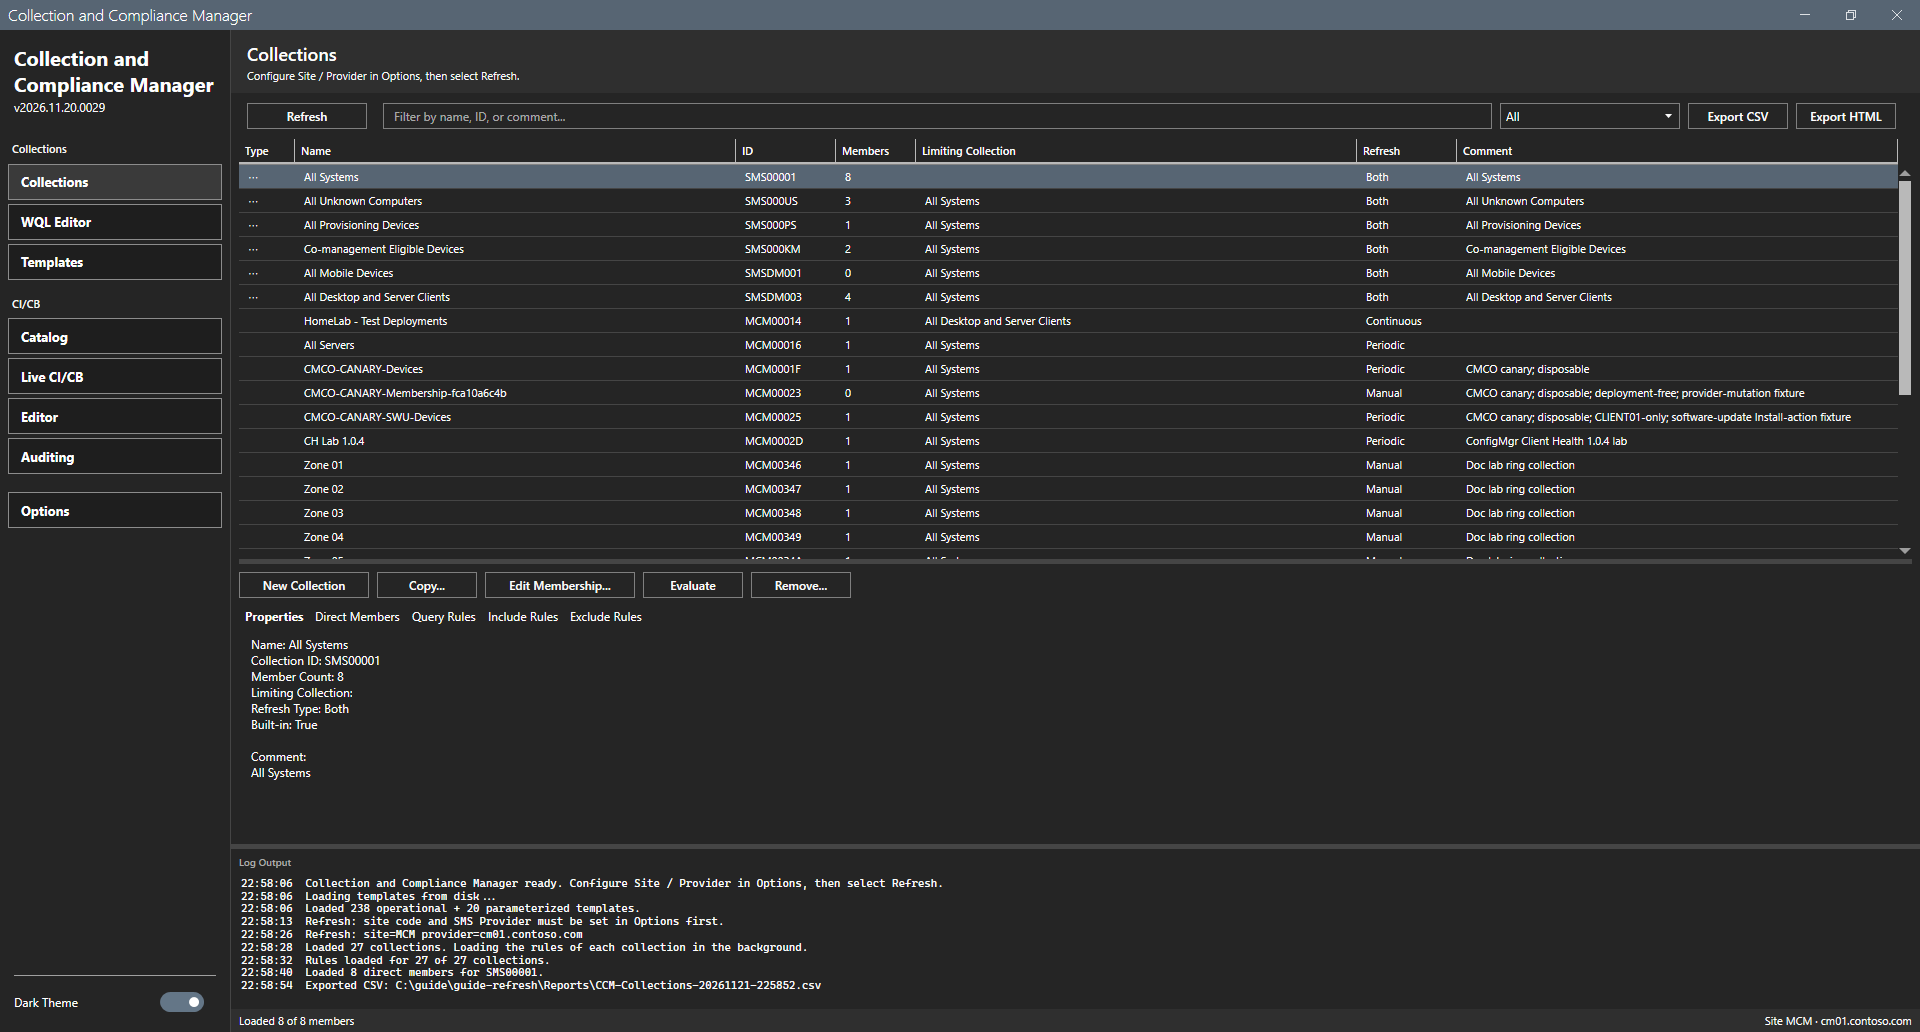 Collection and Compliance Manager
Collection and
Compliance Manager
v2026.11.20.0029
Collections
Collections
WQL Editor
Templates
CI/CB
Catalog
Live CI/CB
Editor
Auditing
Options
Dark Theme
Collections
Configure Site / Provider in Options, then select Refresh.
Refresh Filter by name, ID, or comment... All Export CSV Export HTML
Type Name ID Members Limiting Collection Refresh Comment
... All Systems SMS00001 8 Both All Systems
... All Unknown Computers SMS000US 3 All Systems Both All Unknown Computers
... All Provisioning Devices SMS000PS 1 All Systems Both All Provisioning Devices
... Co-management Eligible Devices SMS000KM 2 All Systems Both Co-management Eligible Devices
... All Mobile Devices SMSDM001 0 All Systems Both All Mobile Devices
... All Desktop and Server Clients SMSDM003 4 All Systems Both All Desktop and Server Clients
HomeLab - Test Deployments MCM00014 1 All Desktop and Server Clients Continuous
All Servers MCM00016 1 All Systems Periodic
CMCO-CANARY-Devices MCM0001F 1 All Systems Periodic CMCO canary; disposable
CMCO-CANARY-Membership-fca10a6c4b MCM00023 0 All Systems Manual CMCO canary; disposable; deployment-free; provider-mutation fixture
CMCO-CANARY-SWU-Devices MCM00025 1 All Systems Periodic CMCO canary; disposable; CLIENT01-only; software-update Install-action fixture
CH Lab 1.0.4 MCM0002D 1 All Systems Periodic ConfigMgr Client Health 1.0.4 lab
Zone 01 MCM00346 1 All Systems Manual Doc lab ring collection
Zone 02 MCM00347 1 All Systems Manual Doc lab ring collection
Zone 03 MCM00348 1 All Systems Manual Doc lab ring collection
Zone 04 MCM00349 1 All Systems Manual Doc lab ring collection
New Collection Copy... Edit Membership... Evaluate Remove...
Properties Direct Members Query Rules Include Rules Exclude Rules
Name: All Systems
Collection ID: SMS00001
Member Count: 8
Limiting Collection:
Refresh Type: Both
Built-in: True
Comment:
All Systems
Log Output
22:58:06 Collection and Compliance Manager ready. Configure Site / Provider in Options, then select Refresh.
22:58:06 Loading templates from disk...
22:58:06 Loaded 238 operational + 20 parameterized templates.
22:58:13 Refresh: site code and SMS Provider must be set in Options first.
22:58:26 Refresh: site=MCM provider=cm01.contoso.com
22:58:28 Loaded 27 collections. Loading the rules of each collection in the background.
22:58:32 Rules loaded for 27 of 27 collections.
22:58:40 Loaded 8 direct members for SMS00001.
22:58:54 Exported CSV: C:\guide\guide-refresh\Reports\CCM-Collections-20261121-225852.csv
Loaded 8 of 8 members Site MCM · cm01.contoso.com